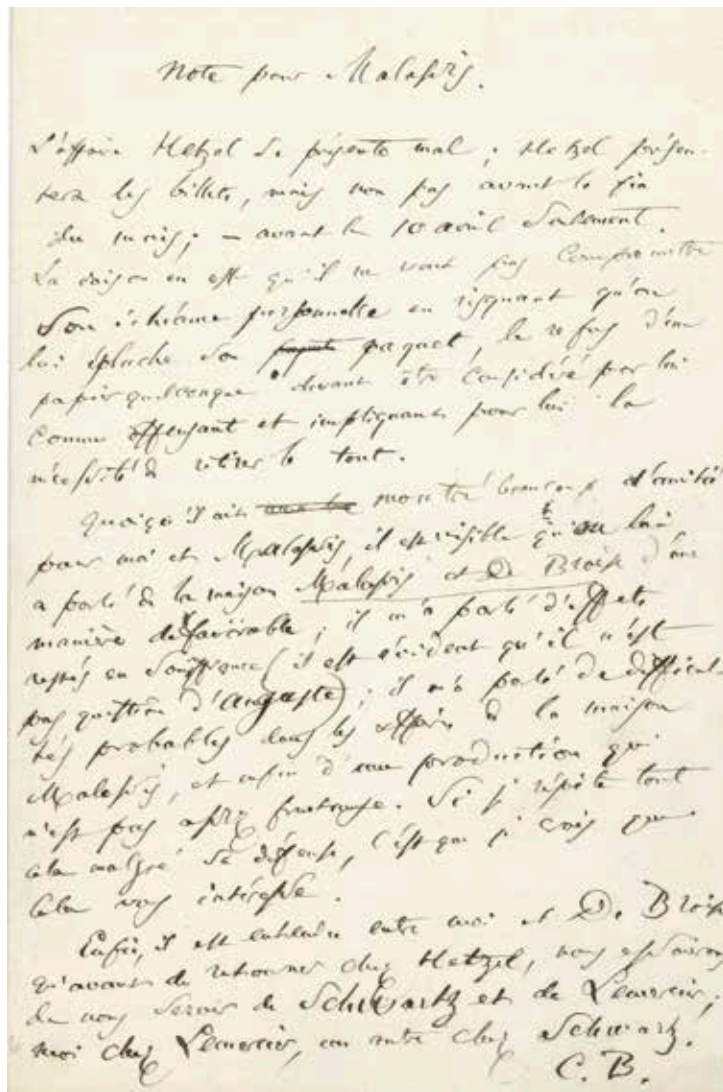 Note pour Malassis.
L'affaire Hetzel se présente mal ; Hetzel présen-
tera les billets, mais non pas avant la fin
du mois ; — avant le 10 août seulement.
La raison en est qu'il ne veut pas compromettre
son échéance personnelle en risquant qu'on
lui épluche son paquet, le refus d'un
papier quelconque devant être considéré par lui
comme offensant et impliquant pour lui la
nécessité de retirer le tout.
Quoiqu'il ait montré beaucoup d'amitié
pour moi et Malassis, il est visible qu'on lui
a parlé de la maison Malassis et De Broise d'une
manière défavorable ; il m'a parlé d'effets
restés en souffrance (il est évident qu'il n'est
pas question d'auguste) ; il m'a parlé de difficul-
tés probables dans les affaires de la maison
Malassis, et enfin d'une production qui
n'est pas assez fructueuse. Si je répète tout
cela malgré sa défense, c'est que je crois que
cela vous intéresse.
Enfin, il est entendu entre moi et De Broise
qu'avant de retourner chez Hetzel, nous essaierons
de nous servir de Schwartz et de Lemercier ;
moi chez Lemercier, un autre chez Schwartz.
C. B.